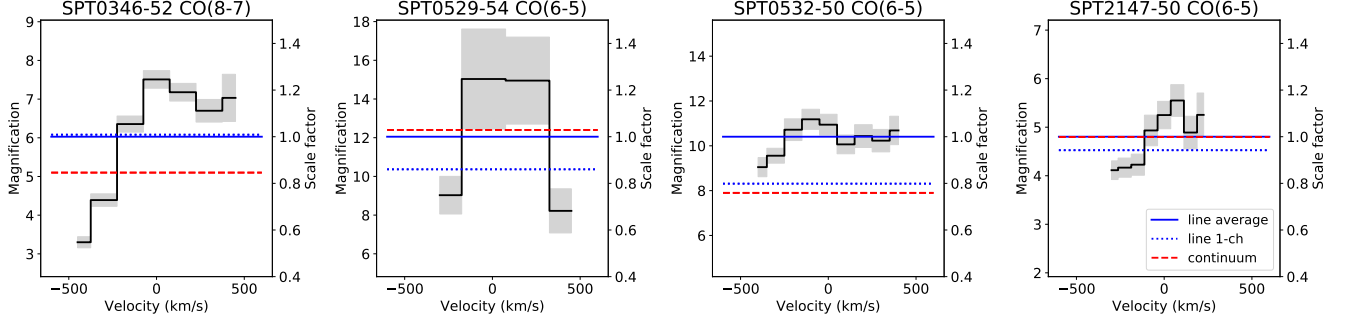 SPT0346-52 CO(8-7)
9
8
7
6
5
4
3
Magnification
1.4
1.2
1.0
0.8
0.6
0.4
Scale factor
−500 0 500
Velocity (km/s)
SPT0529-54 CO(6-5)
18
16
14
12
10
8
6
Magnification
1.4
1.2
1.0
0.8
0.6
0.4
Scale factor
−500 0 500
Velocity (km/s)
SPT0532-50 CO(6-5)
14
12
10
8
6
Magnification
1.4
1.2
1.0
0.8
0.6
0.4
Scale factor
−500 0 500
Velocity (km/s)
SPT2147-50 CO(6-5)
7
6
5
4
3
2
Magnification
1.4
1.2
1.0
0.8
0.6
0.4
Scale factor
line average
line 1-ch
continuum
−500 0 500
Velocity (km/s)